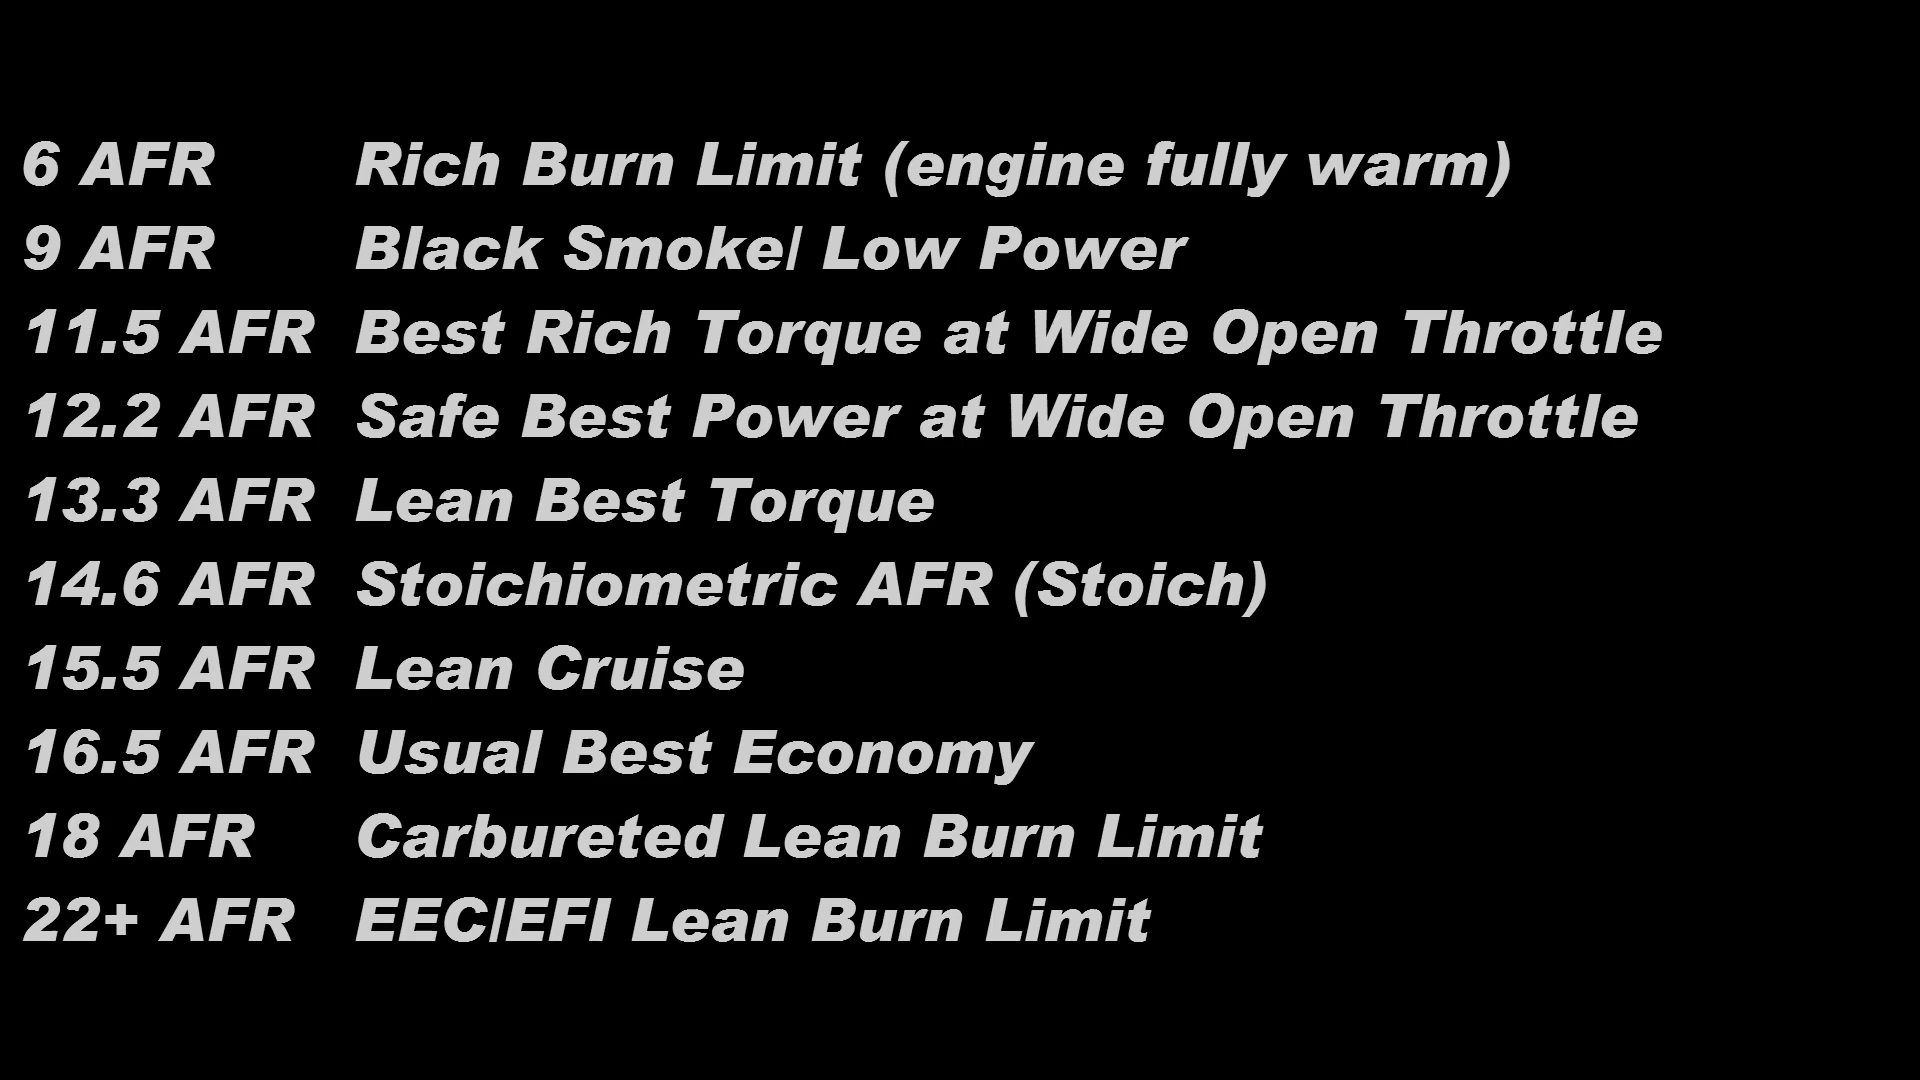 6 AFR Rich Burn Limit (engine fully warm)
9 AFR Black Smoke/ Low Power
11.5 AFR Best Rich Torque at Wide Open Throttle
12.2 AFR Safe Best Power at Wide Open Throttle
13.3 AFR Lean Best Torque
14.6 AFR Stoichiometric AFR (Stoich)
15.5 AFR Lean Cruise
16.5 AFR Usual Best Economy
18 AFR Carbureted Lean Burn Limit
22+ AFR EEC/EFI Lean Burn Limit